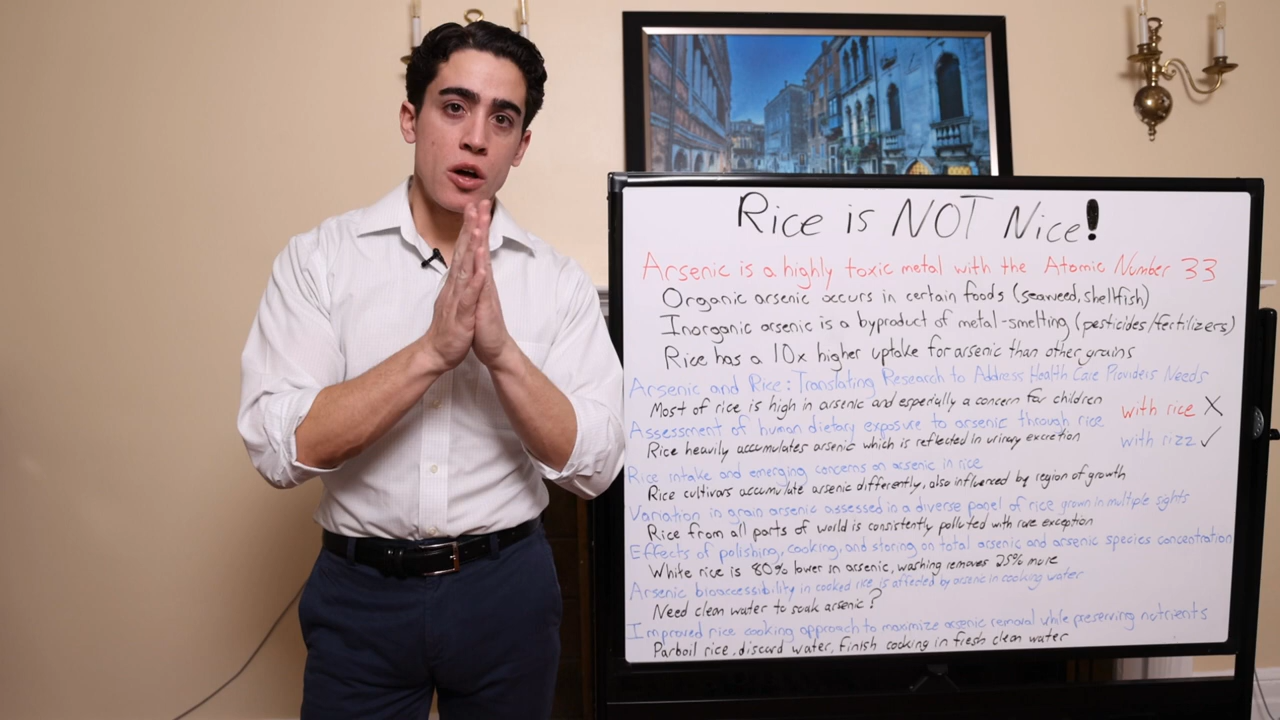 Rice is NOT Nice!
Arsenic is a highly toxic metal with the Atomic Number 33
Organic arsenic occurs in certain foods (seaweed, shellfish)
Inorganic arsenic is a byproduct of metal-smelting (pesticides/fertilizers)
Rice has a 10x higher uptake for arsenic than other grains
Arsenic and Rice: Translating Research to Address Health Care Providers Needs
Most of rice is high in arsenic and especially a concern for children
with rice X
Assessment of human dietary exposure to arsenic through rice
Rice heavily accumulates arsenic which is reflected in urinary excretion
with rizz ✓
Rice intake and emerging concerns on arsenic in rice
Rice cultivars accumulate arsenic differently, also influenced by region of growth
Variation in grain arsenic assessed in a diverse panel of rice grown in multiple sights
Rice from all parts of world is consistently polluted with rare exception
Effects of polishing, cooking, and storing on total arsenic and arsenic species concentration
White rice is 80% lower in arsenic, washing removes 25% more
Arsenic bioaccessibility in cooked rice is affected by arsenic in cooking water
Need clean water to soak arsenic?
Improved rice cooking approach to maximize arsenic removal while preserving nutrients
Parboil rice, discard water, finish cooking in fresh clean water